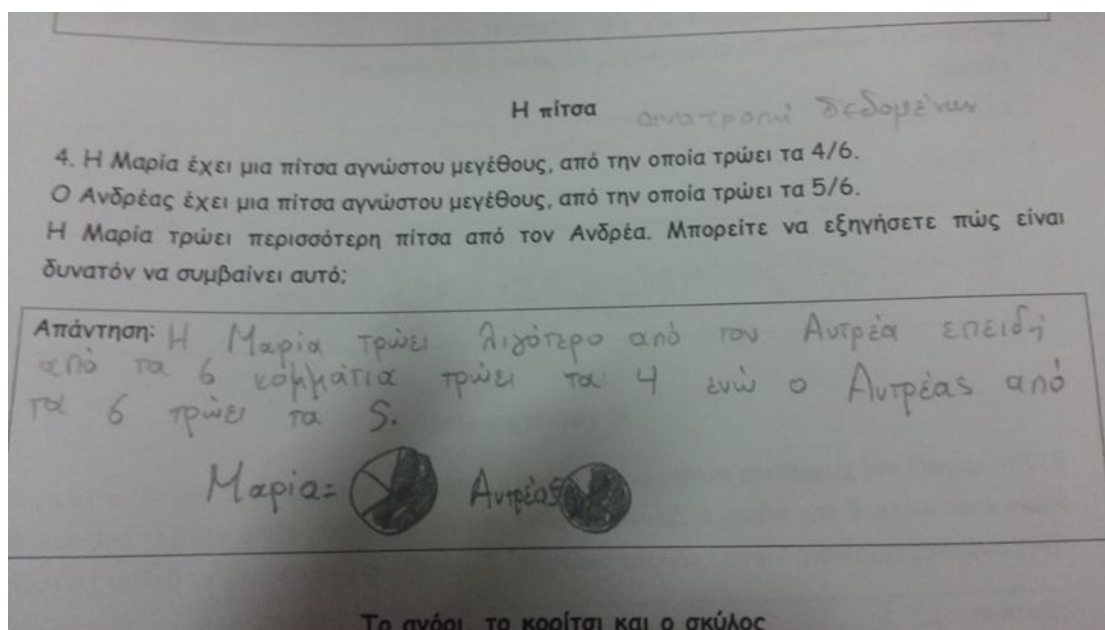 Η πίτσα ανατροπή δεδομένων
4. Η Μαρία έχει μια πίτσα αγνώστου μεγέθους, από την οποία τρώει τα 4/6.
Ο Ανδρέας έχει μια πίτσα αγνώστου μεγέθους, από την οποία τρώει τα 5/6.
Η Μαρία τρώει περισσότερη πίτσα από τον Ανδρέα. Μπορείτε να εξηγήσετε πώς είναι
δυνατόν να συμβαίνει αυτό;
Απάντηση: Η Μαρία τρώει λιγότερο από τον Αντρέα επειδή
από τα 6 κομμάτια τρώει τα 4 ενώ ο Αντρέας από
τα 6 τρώει τα 5.
Μαρία= Αντρέας
Το αγόρι, το κορίτσι και ο σκύλος